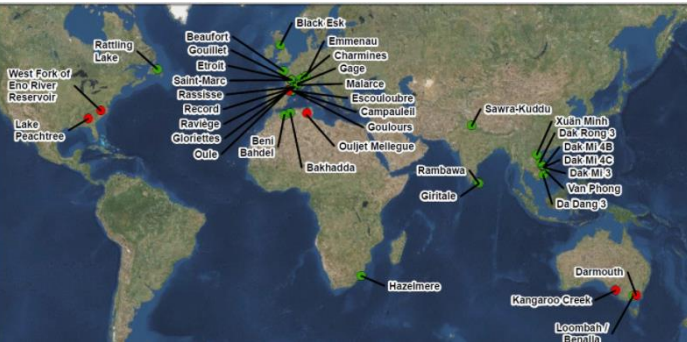 Black Esk
Rattling
Lake
Beaufort
Gouillet
Etroit
Saint-Marc
Rassisse
Record
Raviège
Gloriettes
Oule
Emmenau
Charmines
Gage
Malarce
Escouloubre
Campauleil
Goulours
West Fork of
Eno River
Reservoir
Lake
Peachtree
Beni
Bahdel
Bakhadda
Ouljet Mellegue
Sawra-Kuddu
Xuân Minh
Dak Rong 3
Dak Mi 4B
Dak Mi 4C
Dak Mi 3
Van Phong
Da Dang 3
Rambawa
Giritale
Hazelmere
Darmouth
Kangaroo Creek
Loombah /
Benalla